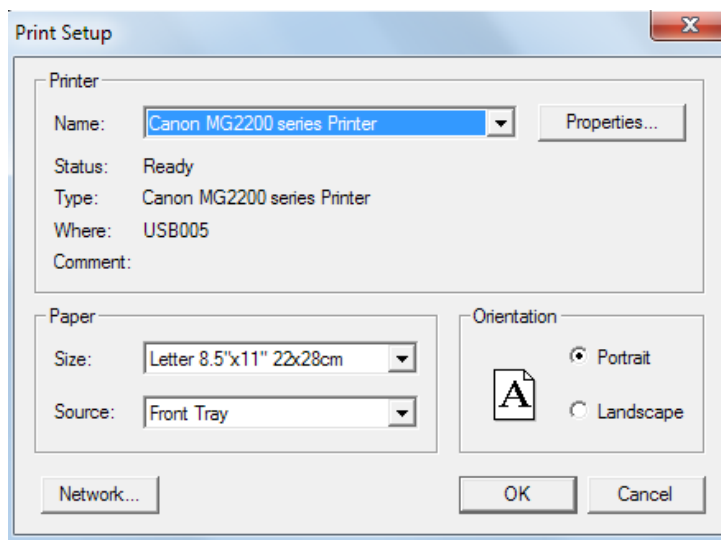 Print Setup
X
Printer
Name: Canon MG2200 series Printer Properties...
Status: Ready
Type: Canon MG2200 series Printer
Where: USB005
Comment:
Paper
Size: Letter 8.5"x11" 22x28cm
Source: Front Tray
Orientation
A
Portrait
Landscape
Network...
OK
Cancel